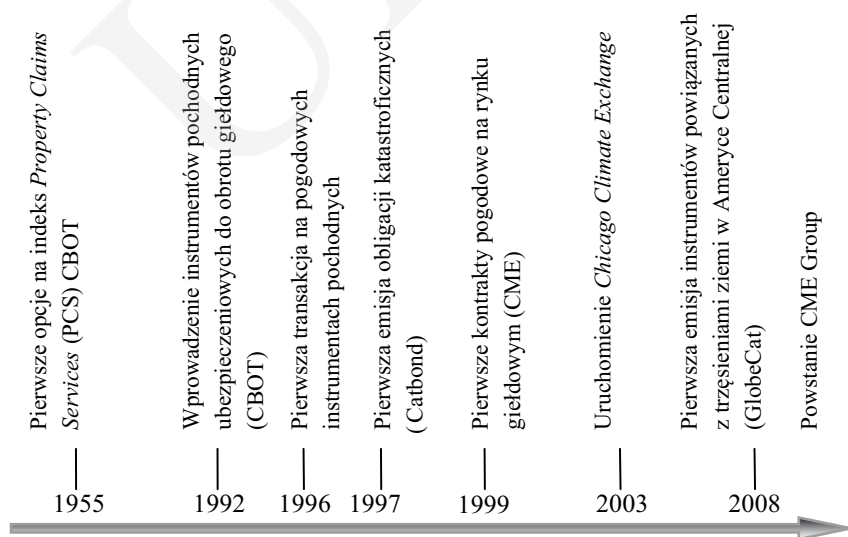 Pierwsze opcje na indeks Property Claims
Services (PCS) CBOT
Wprowadzenie instrumentów pochodnych
ubezpieczeniowych do obrotu giełdowego
(CBOT)
Pierwsza transakcja na pogodowych
instrumentach pochodnych
Pierwsza emisja obligacji katastroficznych
( Catbond)
Pierwsze kontrakty pogodowe na rynku
giełdowym (CME)
Uruchomienie Chicago Climate Exchange
Pierwsza emisja instrumentów powiązanych
z trzęsieniami ziemi w Ameryce Centralnej
(GlobeCat)
Powstanie CME Group
1955
1992
1996
1997
1999
2003
2008